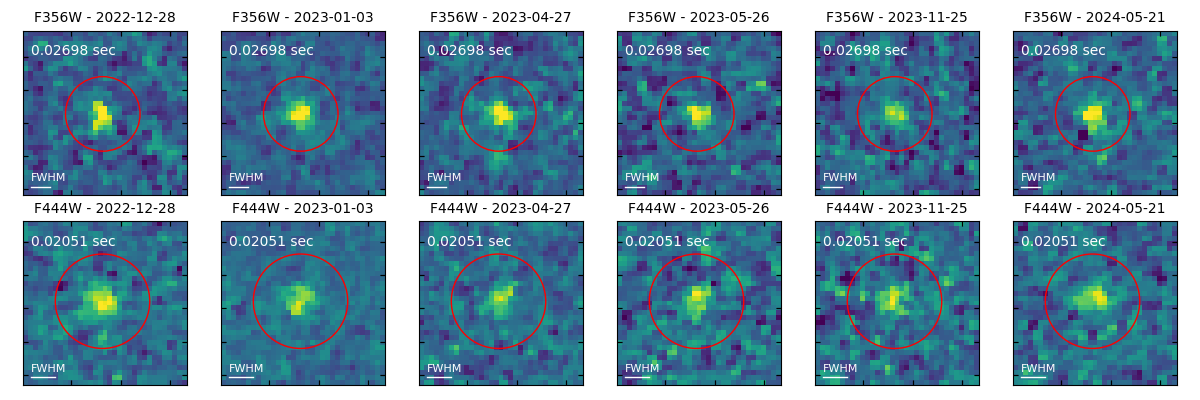 F356W - 2022-12-28
0.02698 sec
FWHM
F356W - 2023-01-03
0.02698 sec
FWHM
F356W - 2023-04-27
0.02698 sec
FWHM
F356W - 2023-05-26
0.02698 sec
FWHM
F356W - 2023-11-25
0.02698 sec
FWHM
F356W - 2024-05-21
0.02698 sec
FWHM
F444W - 2022-12-28
0.02051 sec
FWHM
F444W - 2023-01-03
0.02051 sec
FWHM
F444W - 2023-04-27
0.02051 sec
FWHM
F444W - 2023-05-26
0.02051 sec
FWHM
F444W - 2023-11-25
0.02051 sec
FWHM
F444W - 2024-05-21
0.02051 sec
FWHM